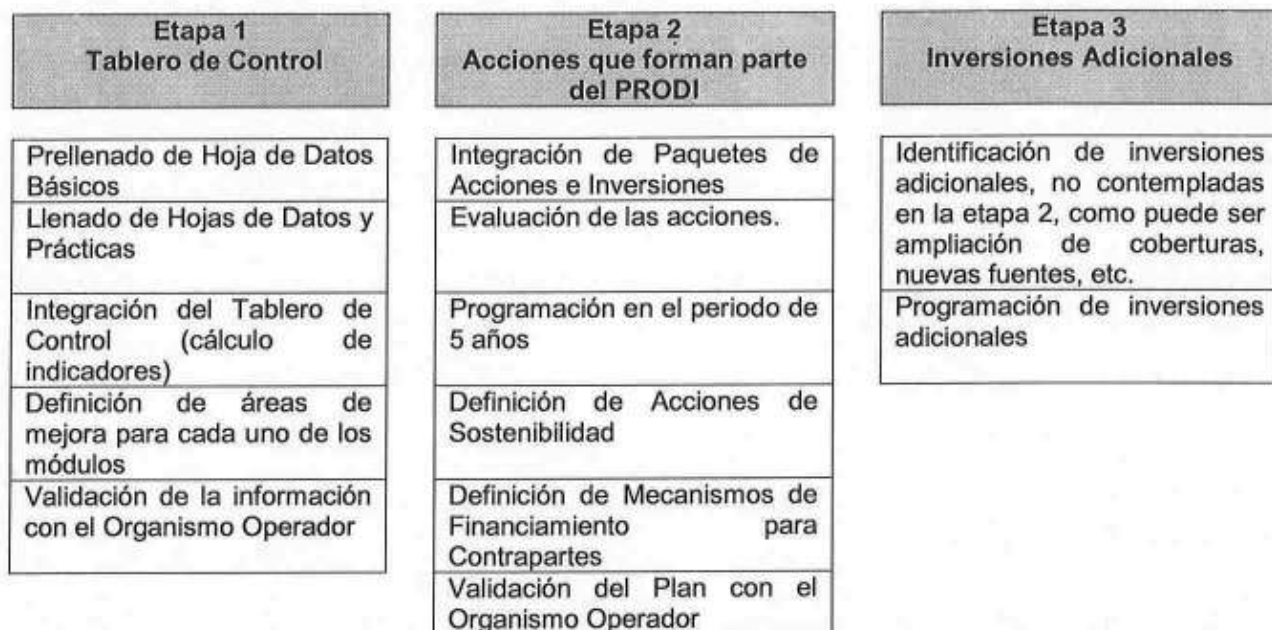 Etapa 1
Tablero de Control
Prellenado de Hoja de Datos
Básicos
Llenado de Hojas de Datos y
Prácticas
Integración del Tablero de
Control (cálculo de
indicadores)
Definición de áreas de
mejora para cada uno de los
módulos
Validación de la información
con el Organismo Operador
Etapa 2
Acciones que forman parte
del PRODI
Integración de Paquetes de
Acciones e Inversiones
Evaluación de las acciones.
Programación en el periodo de
5 años
Definición de Acciones de
Sostenibilidad
Definición de Mecanismos de
Financiamiento para
Contrapartes
Validación del Plan con el
Organismo Operador
Etapa 3
Inversiones Adicionales
Identificación de inversiones
adicionales, no contempladas
en la etapa 2, como puede ser
ampliación de coberturas,
nuevas fuentes, etc.
Programación de inversiones
adicionales